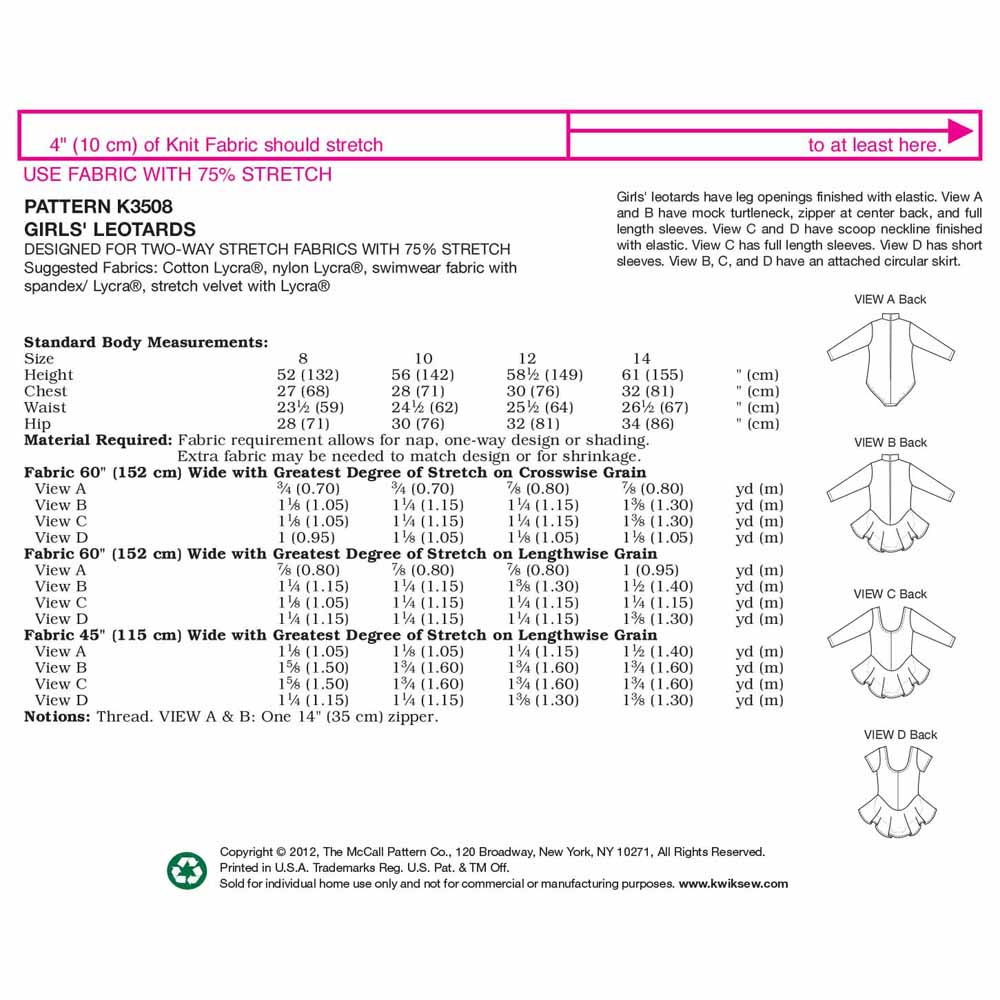 4" (10 cm) of Knit Fabric should stretch to at least here.
USE FABRIC WITH 75% STRETCH
PATTERN K3508
GIRLS' LEOTARDS
DESIGNED FOR TWO-WAY STRETCH FABRICS WITH 75% STRETCH
Suggested Fabrics: Cotton Lycra®, nylon Lycra®, swimwear fabric with
spandex/ Lycra®, stretch velvet with Lycra®
Girls' leotards have leg openings finished with elastic. View A
and B have mock turtleneck, zipper at center back, and full
length sleeves. View C and D have scoop neckline finished
with elastic. View C has full length sleeves. View D has short
sleeves. View B, C, and D have an attached circular skirt.
Standard Body Measurements:
Size 8 10 12 14
Height 52 (132) 56 (142) 58½ (149) 61 (155) " (cm)
Chest 27 (68) 28 (71) 30 (76) 32 (81) " (cm)
Waist 23½ (59) 24½ (62) 25½ (64) 26½ (67) " (cm)
Hip 28 (71) 30 (76) 32 (81) 34 (86) " (cm)
Material Required: Fabric requirement allows for nap, one-way design or shading.
Extra fabric may be needed to match design or for shrinkage.
Fabric 60" (152 cm) Wide with Greatest Degree of Stretch on Crosswise Grain
View A ¾ (0.70) ¾ (0.70) ⅞ (0.80) ⅞ (0.80) yd (m)
View B 1⅛ (1.05) 1¼ (1.15) 1¼ (1.15) 1⅜ (1.30) yd (m)
View C 1⅛ (1.05) 1¼ (1.15) 1¼ (1.15) 1⅜ (1.30) yd (m)
View D 1 (0.95) 1⅛ (1.05) 1⅛ (1.05) 1⅛ (1.05) yd (m)
Fabric 60" (152 cm) Wide with Greatest Degree of Stretch on Lengthwise Grain
View A ⅞ (0.80) ⅞ (0.80) ⅞ (0.80) 1 (0.95) yd (m)
View B 1¼ (1.15) 1¼ (1.15) 1⅜ (1.30) 1½ (1.40) yd (m)
View C 1⅛ (1.05) 1¼ (1.15) 1¼ (1.15) 1¼ (1.15) yd (m)
View D 1¼ (1.15) 1¼ (1.15) 1¼ (1.15) 1⅜ (1.30) yd (m)
Fabric 45" (115 cm) Wide with Greatest Degree of Stretch on Lengthwise Grain
View A 1⅛ (1.05) 1⅛ (1.05) 1¼ (1.15) 1½ (1.40) yd (m)
View B 1⅝ (1.50) 1¾ (1.60) 1¾ (1.60) 1¾ (1.60) yd (m)
View C 1⅝ (1.50) 1¾ (1.60) 1¾ (1.60) 1¾ (1.60) yd (m)
View D 1¼ (1.15) 1¼ (1.15) 1⅜ (1.30) 1⅜ (1.30) yd (m)
Notions: Thread. VIEW A & B: One 14" (35 cm) zipper.
VIEW A Back
VIEW B Back
VIEW C Back
VIEW D Back
Copyright © 2012, The McCall Pattern Co., 120 Broadway, New York, NY 10271, All Rights Reserved.
Printed in U.S.A. Trademarks Reg. U.S. Pat. & TM Off.
Sold for individual home use only and not for commercial or manufacturing purposes. www.kwiksew.com